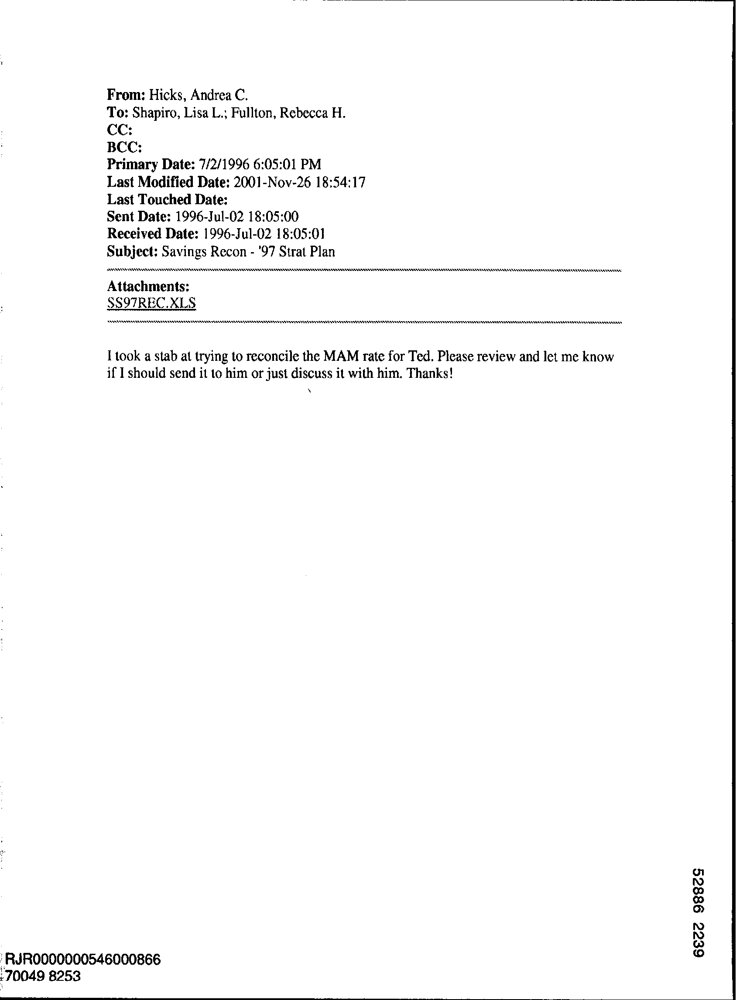 From: Hicks, Andrea C.
To: Shapiro, Lisa L.; Fullton, Rebecca H.
CC:
BCC:
Primary Date: 7/2/1996 6:05:01 PM
Last Modified Date: 2001-Nov-26 18:54:17
Last Touched Date:
Sent Date: 1996-Jul-02 18:05:00
Received Date: 1996-Jul-02 18:05:01
Subject: Savings Recon - '97 Strat Plan
Attachments:
SS97REC.XLS
I took a stab at trying to reconcile the MAM rate for Ted. Please review and let me know
if I should send it to him or just discuss it with him. Thanks!
52886 2239
RJR0000000546000866
70049 8253